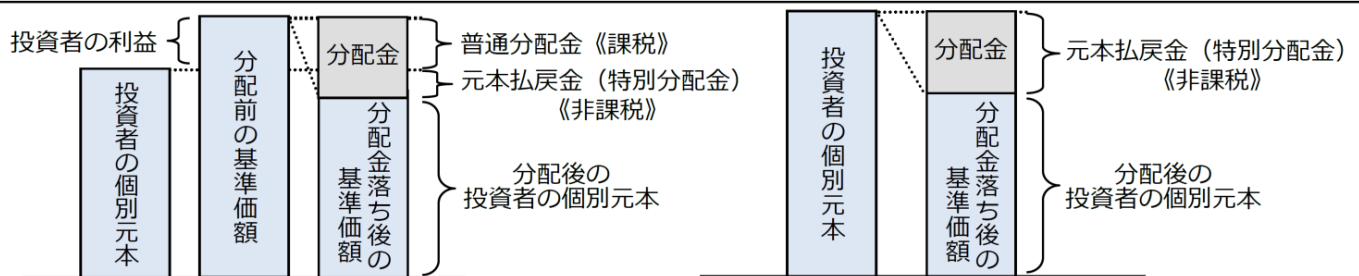 投資者の利益
投資者の個別元本
分配前の基準価額
分配金
分配金落ち後の
基準価額
普通分配金《課税》
元本払戻金（特別分配金）
《非課税》
分配後の
投資者の個別元本
投資者の個別元本
分配金
分配金落ち後の
基準価額
元本払戻金（特別分配金）
《非課税》
分配後の
投資者の個別元本